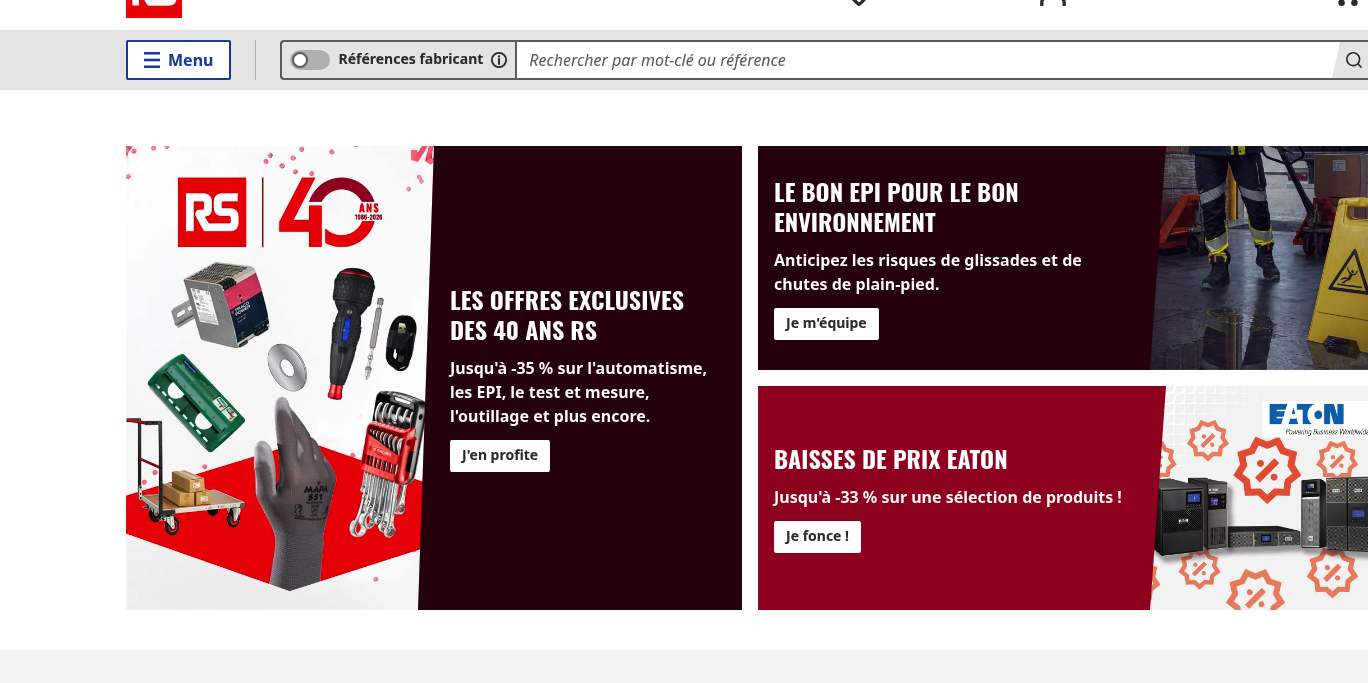 RS
Menu
Références fabricant
Rechercher par mot-clé ou référence
RS 40 ANS
1986-2026
LES OFFRES EXCLUSIVES
DES 40 ANS RS
Jusqu'à -35 % sur l'automatisme,
les EPI, le test et mesure,
l'outillage et plus encore.
J'en profite
MAPA
551
LE BON EPI POUR LE BON
ENVIRONNEMENT
Anticipez les risques de glissades et de
chutes de plain-pied.
Je m'équipe
BAISSES DE PRIX EATON
Jusqu'à -33 % sur une sélection de produits !
Je fonce !
EATON
Powering Business Worldwide